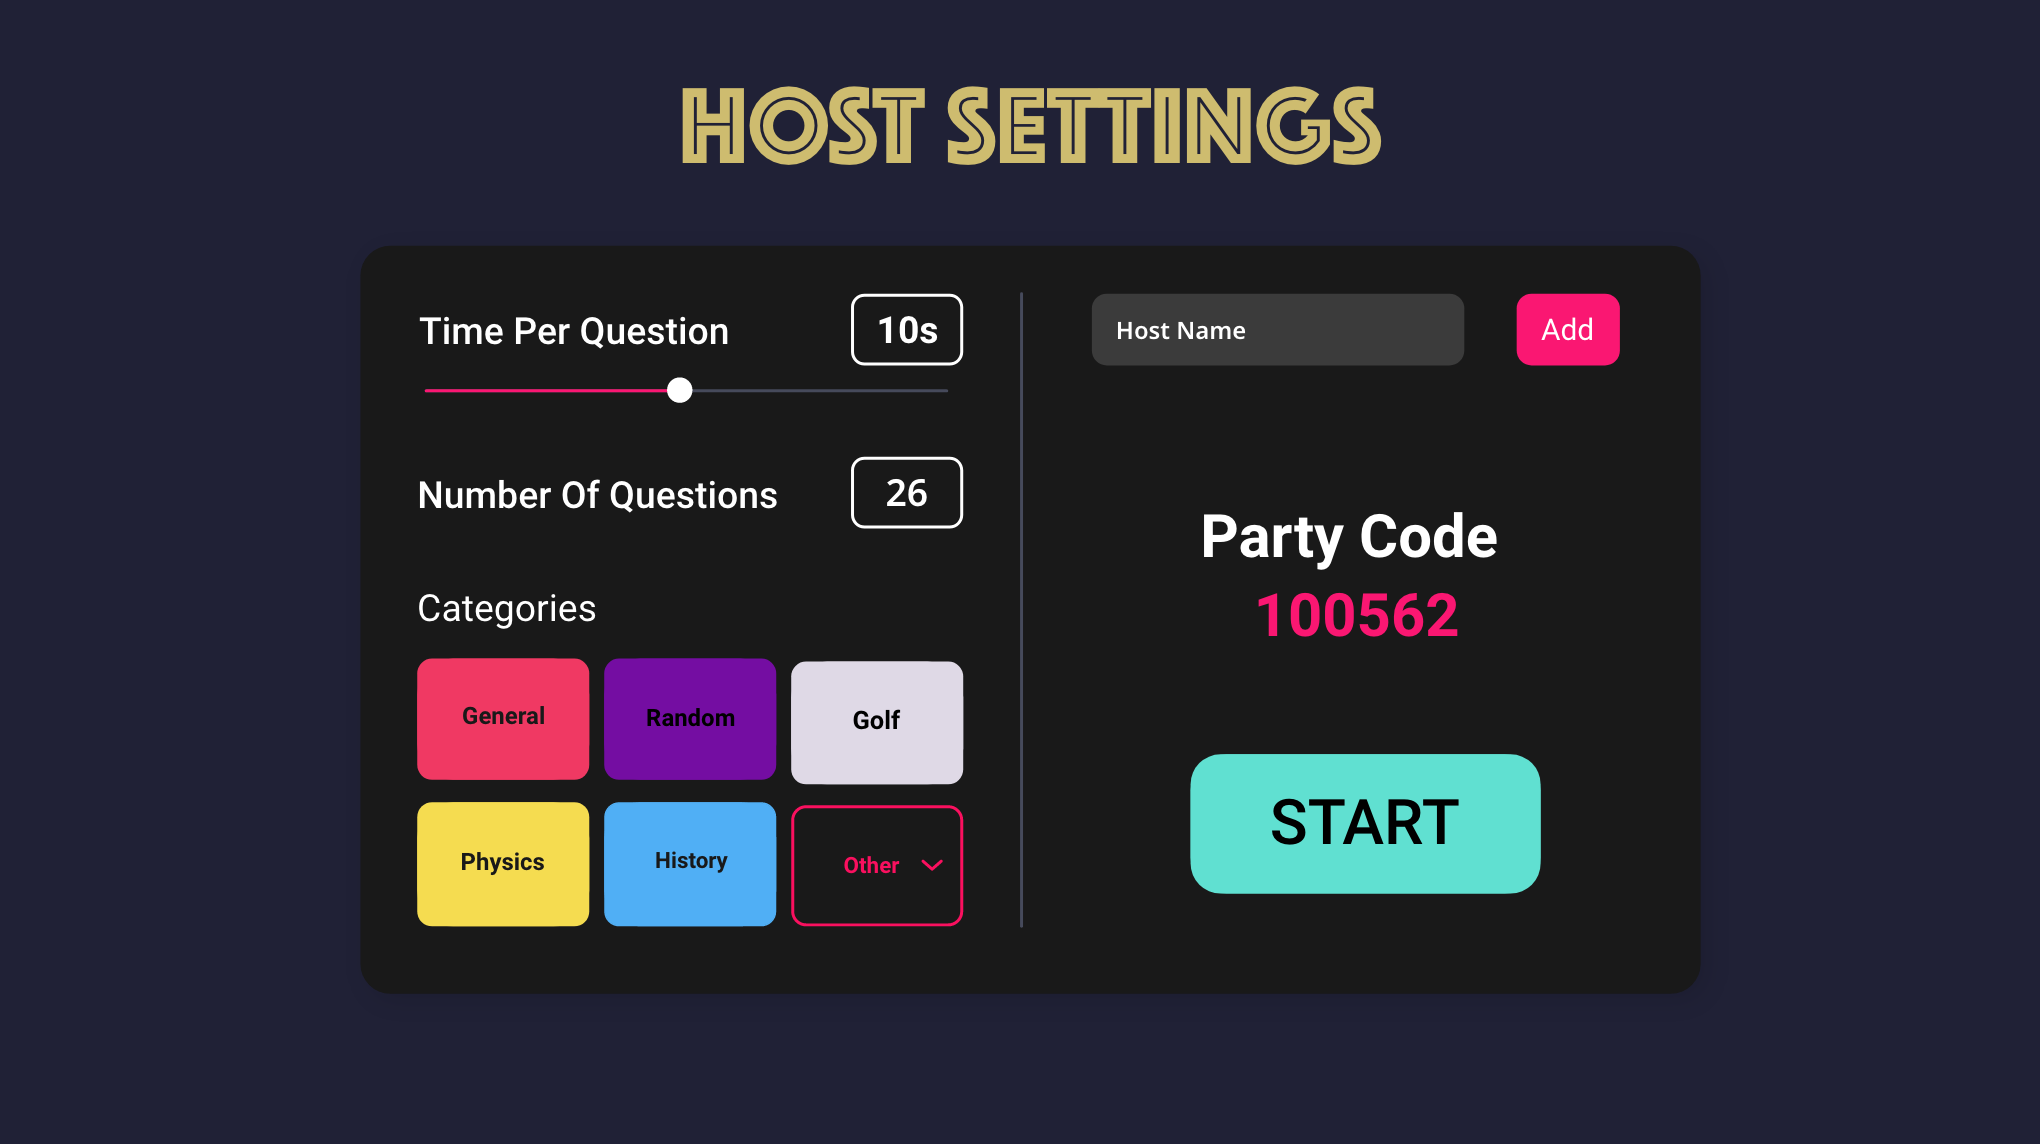 HOST SETTINGS
Time Per Question
10s
Number Of Questions
26
Categories
General
Random
Golf
Physics
History
Other
Host Name
Add
Party Code
100562
START